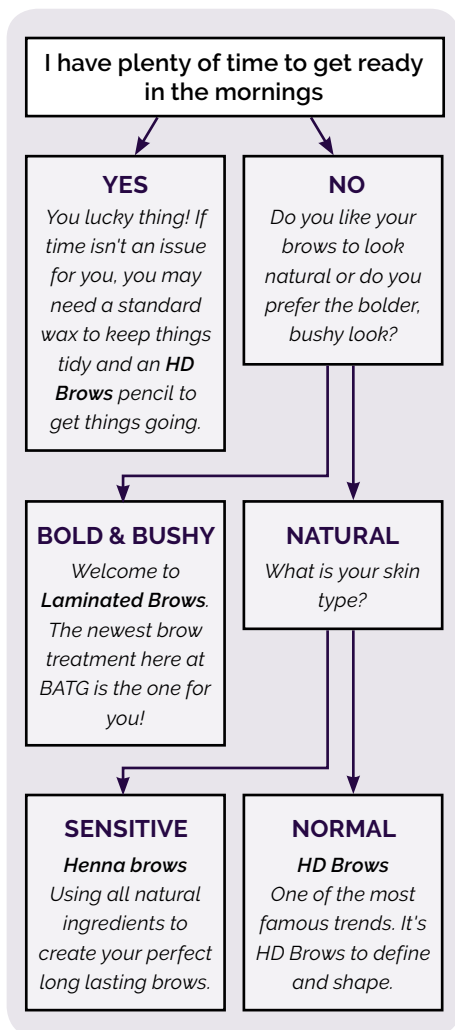 I have plenty of time to get ready
in the mornings
YES
You lucky thing! If
time isn't an issue
for you, you may
need a standard
wax to keep things
tidy and an HD
Brows pencil to
get things going.
NO
Do you like your
brows to look
natural or do you
prefer the bolder,
bushy look?
BOLD & BUSHY
Welcome to
Laminated Brows.
The newest brow
treatment here at
BATG is the one for
you!
NATURAL
What is your skin
type?
SENSITIVE
Henna brows
Using all natural
ingredients to
create your perfect
long lasting brows.
NORMAL
HD Brows
One of the most
famous trends. It's
HD Brows to define
and shape.